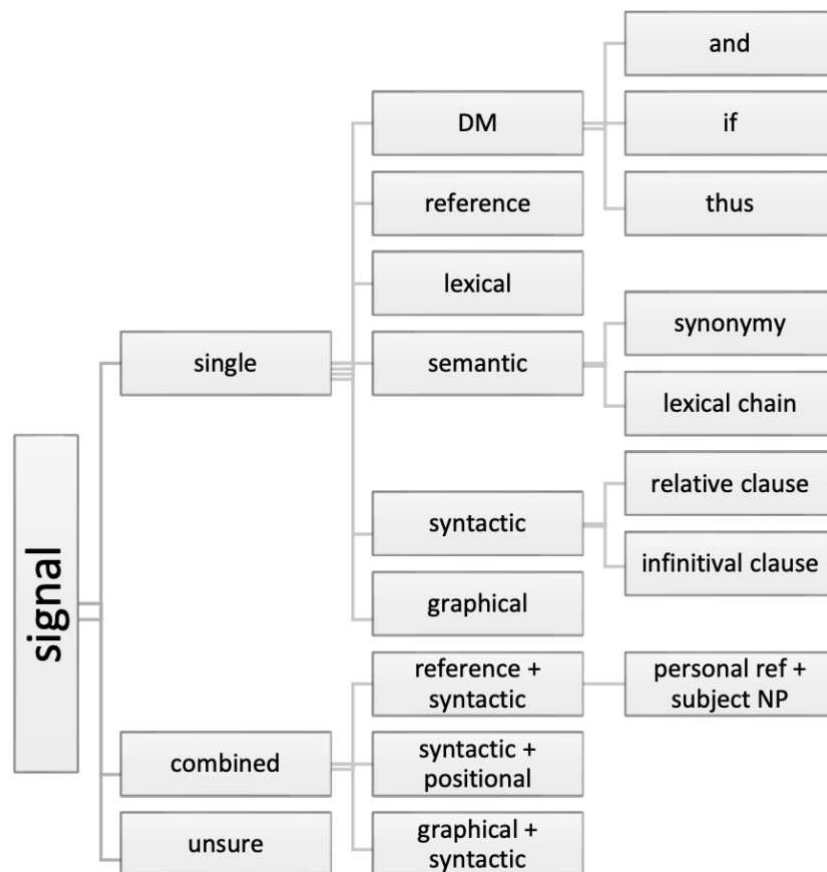 and
DM
if
reference
thus
lexical
synonymy
single
semantic
lexical chain
relative clause
syntactic
infinitival clause
signal
graphical
reference +
syntactic
personal ref +
subject NP
combined
syntactic +
positional
unsure
graphical +
syntactic